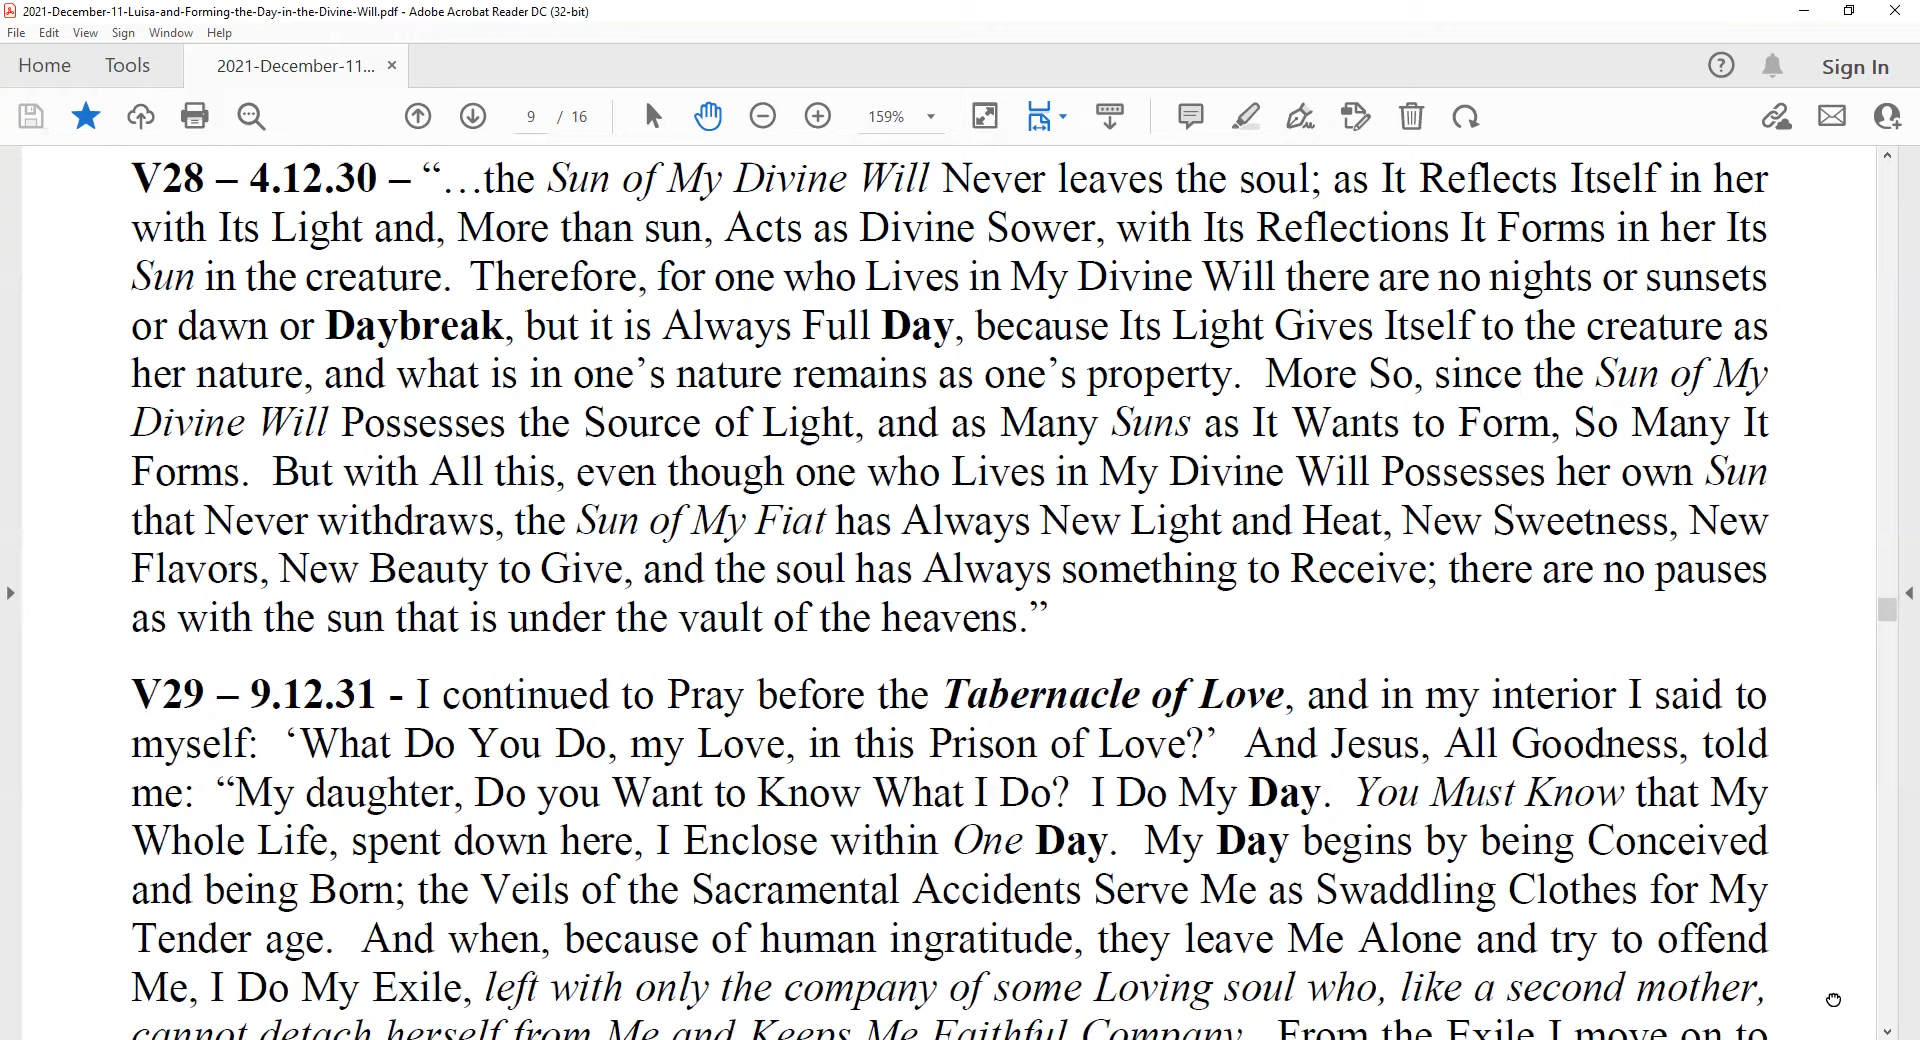 2021-December-11-Luisa-and-Forming-the-Day-in-the-Divine-Will.pdf - Adobe Acrobat Reader DC (32-bit)
File Edit View Sign Window Help
Home Tools 2021-December-11... × Sign In
9 / 16 159%
V28 – 4.12.30 – “…the Sun of My Divine Will Never leaves the soul; as It Reflects Itself in her
with Its Light and, More than sun, Acts as Divine Sower, with Its Reflections It Forms in her Its
Sun in the creature. Therefore, for one who Lives in My Divine Will there are no nights or sunsets
or dawn or Daybreak, but it is Always Full Day, because Its Light Gives Itself to the creature as
her nature, and what is in one’s nature remains as one’s property. More So, since the Sun of My
Divine Will Possesses the Source of Light, and as Many Suns as It Wants to Form, So Many It
Forms. But with All this, even though one who Lives in My Divine Will Possesses her own Sun
that Never withdraws, the Sun of My Fiat has Always New Light and Heat, New Sweetness, New
Flavors, New Beauty to Give, and the soul has Always something to Receive; there are no pauses
as with the sun that is under the vault of the heavens.”
V29 – 9.12.31 - I continued to Pray before the Tabernacle of Love, and in my interior I said to
myself: ‘What Do You Do, my Love, in this Prison of Love?’ And Jesus, All Goodness, told
me: “My daughter, Do you Want to Know What I Do? I Do My Day. You Must Know that My
Whole Life, spent down here, I Enclose within One Day. My Day begins by being Conceived
and being Born; the Veils of the Sacramental Accidents Serve Me as Swaddling Clothes for My
Tender age. And when, because of human ingratitude, they leave Me Alone and try to offend
Me, I Do My Exile, left with only the company of some Loving soul who, like a second mother,
cannot detach herself from Me and Keeps Me Faithful Company. From the Exile I move on to